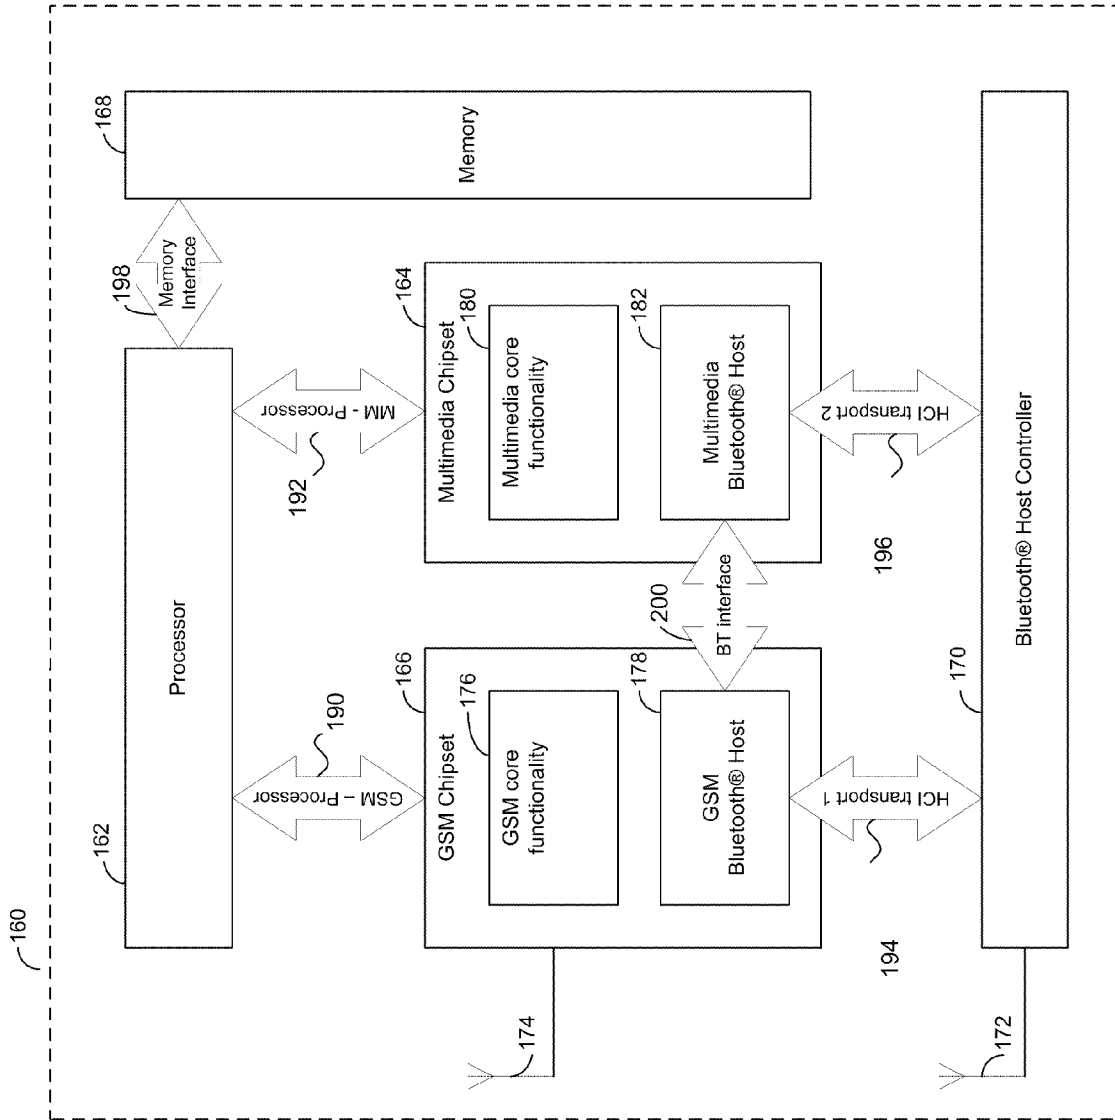 160
162
Processor
198
Memory
Interface
168
Memory
GSM – Processor
190
MM - Processor
192
166
GSM Chipset
176
GSM core
functionality
178
GSM
Bluetooth® Host
200
BT interface
164
Multimedia Chipset
180
Multimedia core
functionality
182
Multimedia
Bluetooth® Host
174
HCI transport 1
194
HCI transport 2
196
170
Bluetooth® Host Controller
172